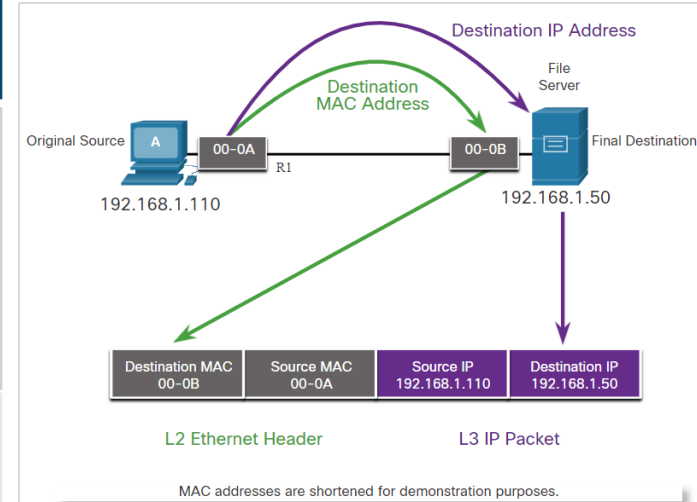 Destination IP Address
File
Server
Destination
MAC Address
Original Source
A
00-0A
R1
00-0B
Final Destination
192.168.1.110
192.168.1.50
Destination MAC
00-0B
Source MAC
00-0A
Source IP
192.168.1.110
Destination IP
192.168.1.50
L2 Ethernet Header
L3 IP Packet
MAC addresses are shortened for demonstration purposes.